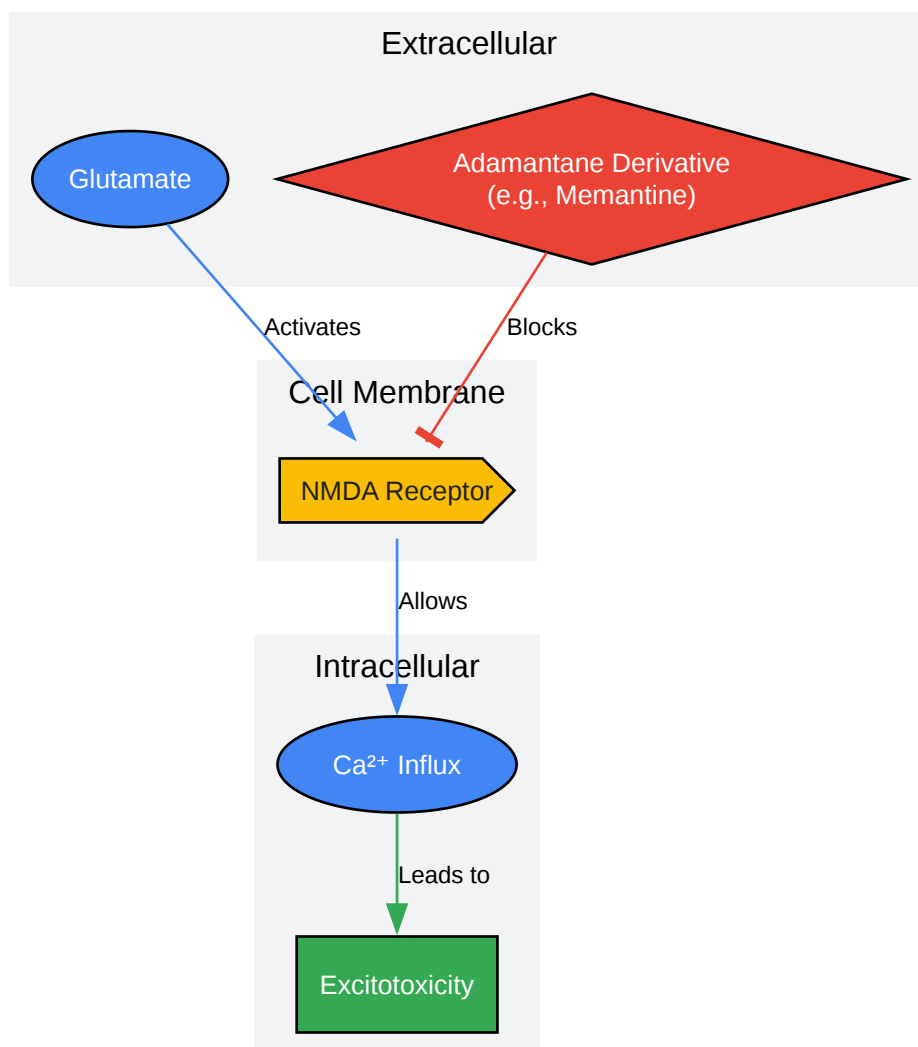 Extracellular
Glutamate
Adamantane Derivative
(e.g., Memantine)
Activates
Blocks
Cell Membrane
NMDA Receptor
Allows
Intracellular
Ca²⁺ Influx
Leads to
Excitotoxicity